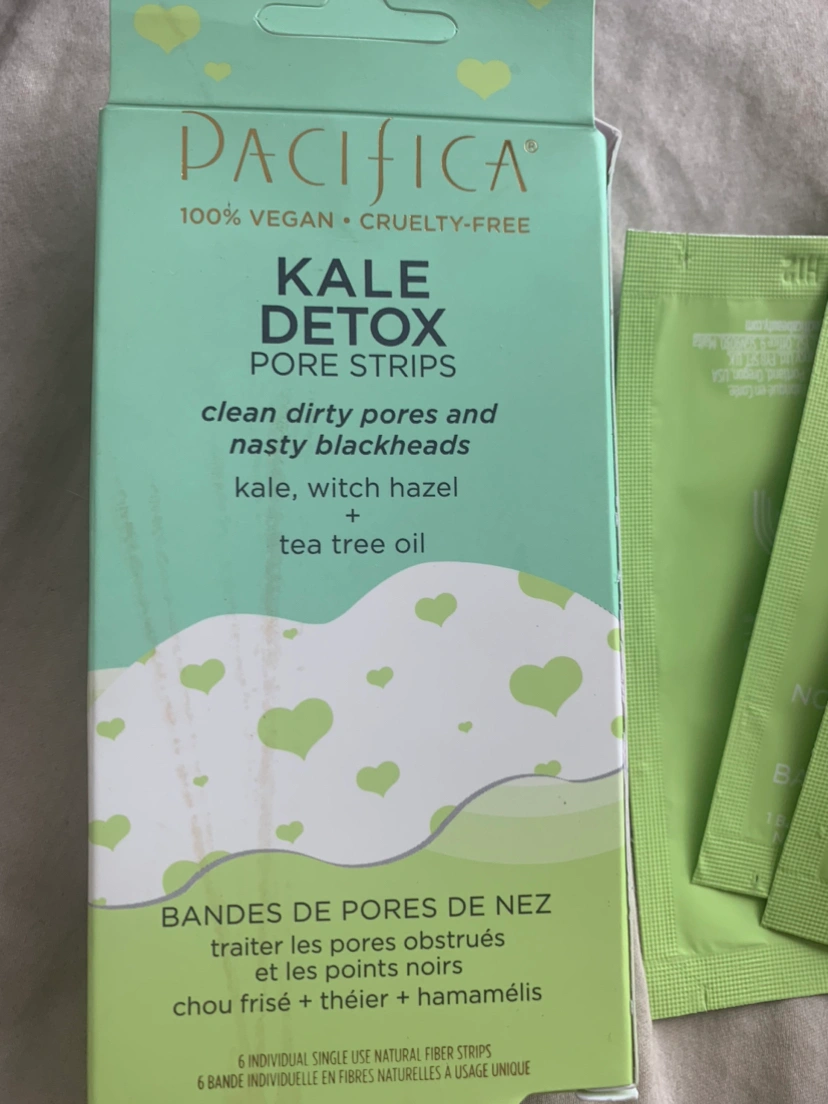 PACIFICA®
100% VEGAN • CRUELTY-FREE
KALE
DETOX
PORE STRIPS
clean dirty pores and
nasty blackheads
kale, witch hazel
+
tea tree oil
BANDES DE PORES DE NEZ
traiter les pores obstrués
et les points noirs
chou frisé + théier + hamamélis
6 INDIVIDUAL SINGLE USE NATURAL FIBER STRIPS
6 BANDE INDIVIDUELLE EN FIBRES NATURELLES A USAGE UNIQUE